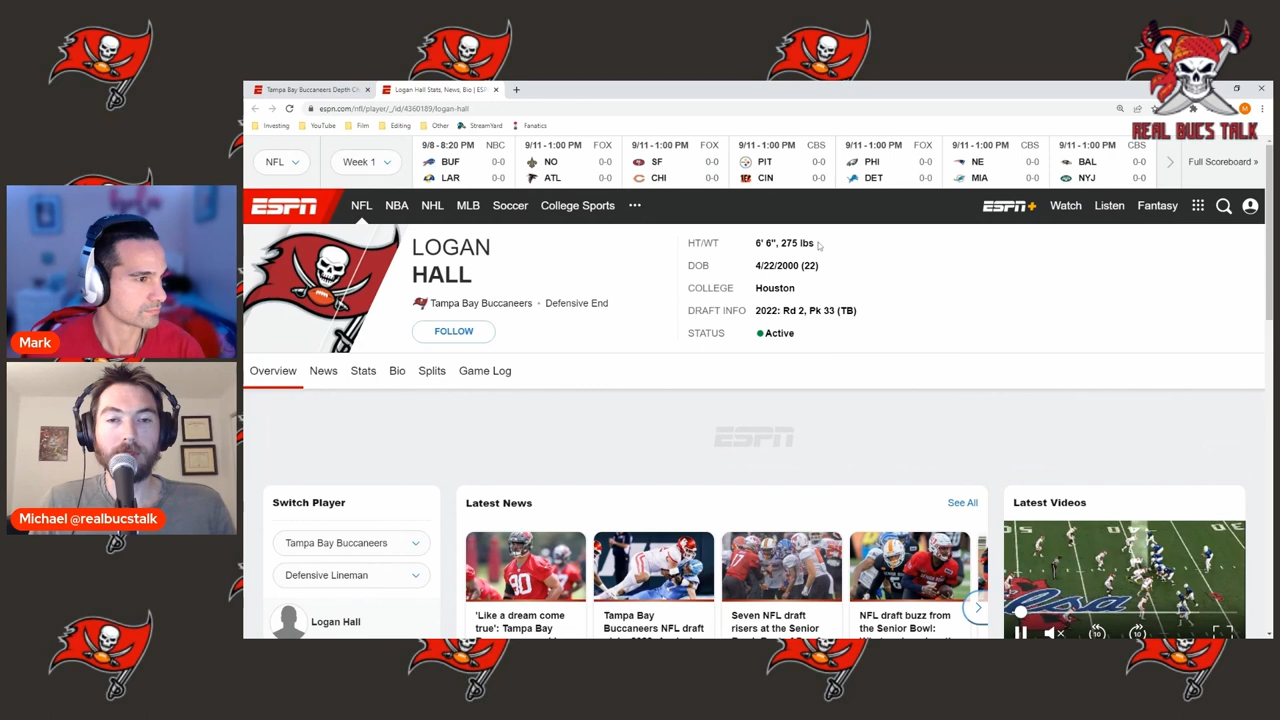 REAL BUCS TALK
Tampa Bay Buccaneers Depth Ch
Logan Hall Stats, News, Bio | ESP
espn.com/nfl/player/_/id/4360189/logan-hall
M
Investing
YouTube
Film
Editing
Other
StreamYard
Fanatics
NFL
Week 1
9/8 - 8:20 PM NBC
BUF 0-0
LAR 0-0
9/11 - 1:00 PM FOX
NO 0-0
ATL 0-0
9/11 - 1:00 PM FOX
SF 0-0
CHI 0-0
9/11 - 1:00 PM CBS
PIT 0-0
CIN 0-0
9/11 - 1:00 PM FOX
PHI 0-0
DET 0-0
9/11 - 1:00 PM CBS
NE 0-0
MIA 0-0
9/11 - 1:00 PM CBS
BAL 0-0
NYJ 0-0
Full Scoreboard »
ESPN NFL NBA NHL MLB Soccer College Sports ••• ESPN+ Watch Listen Fantasy
LOGAN
HALL
Tampa Bay Buccaneers • Defensive End
FOLLOW
HT/WT 6' 6", 275 lbs
DOB 4/22/2000 (22)
COLLEGE Houston
DRAFT INFO 2022: Rd 2, Pk 33 (TB)
STATUS Active
Overview News Stats Bio Splits Game Log
ESPN
Switch Player
Tampa Bay Buccaneers
Defensive Lineman
Logan Hall
Latest News
See All
90
'Like a dream come
true': Tampa Bay
Tampa Bay
Buccaneers NFL draft
Seven NFL draft
risers at the Senior
NFL draft buzz from
the Senior Bowl:
Latest Videos
10
10
Mark
Michael @realbucstalk